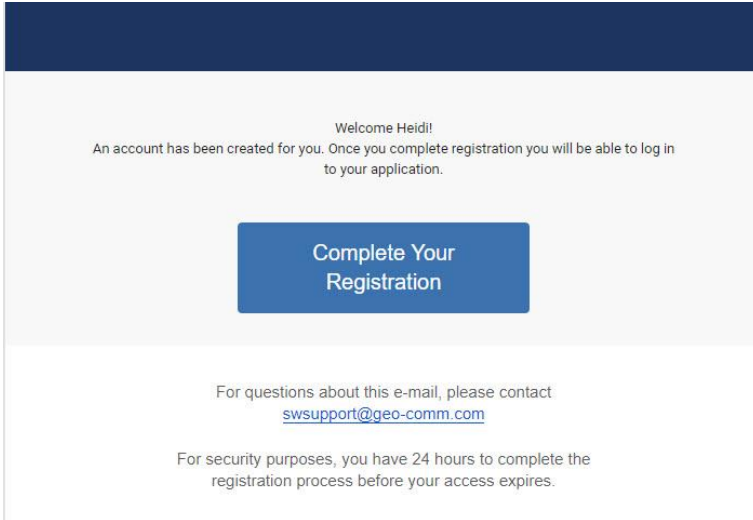 Welcome Heidi!
An account has been created for you. Once you complete registration you will be able to log in
to your application.
Complete Your
Registration
For questions about this e-mail, please contact
swsupport@geo-comm.com
For security purposes, you have 24 hours to complete the
registration process before your access expires.